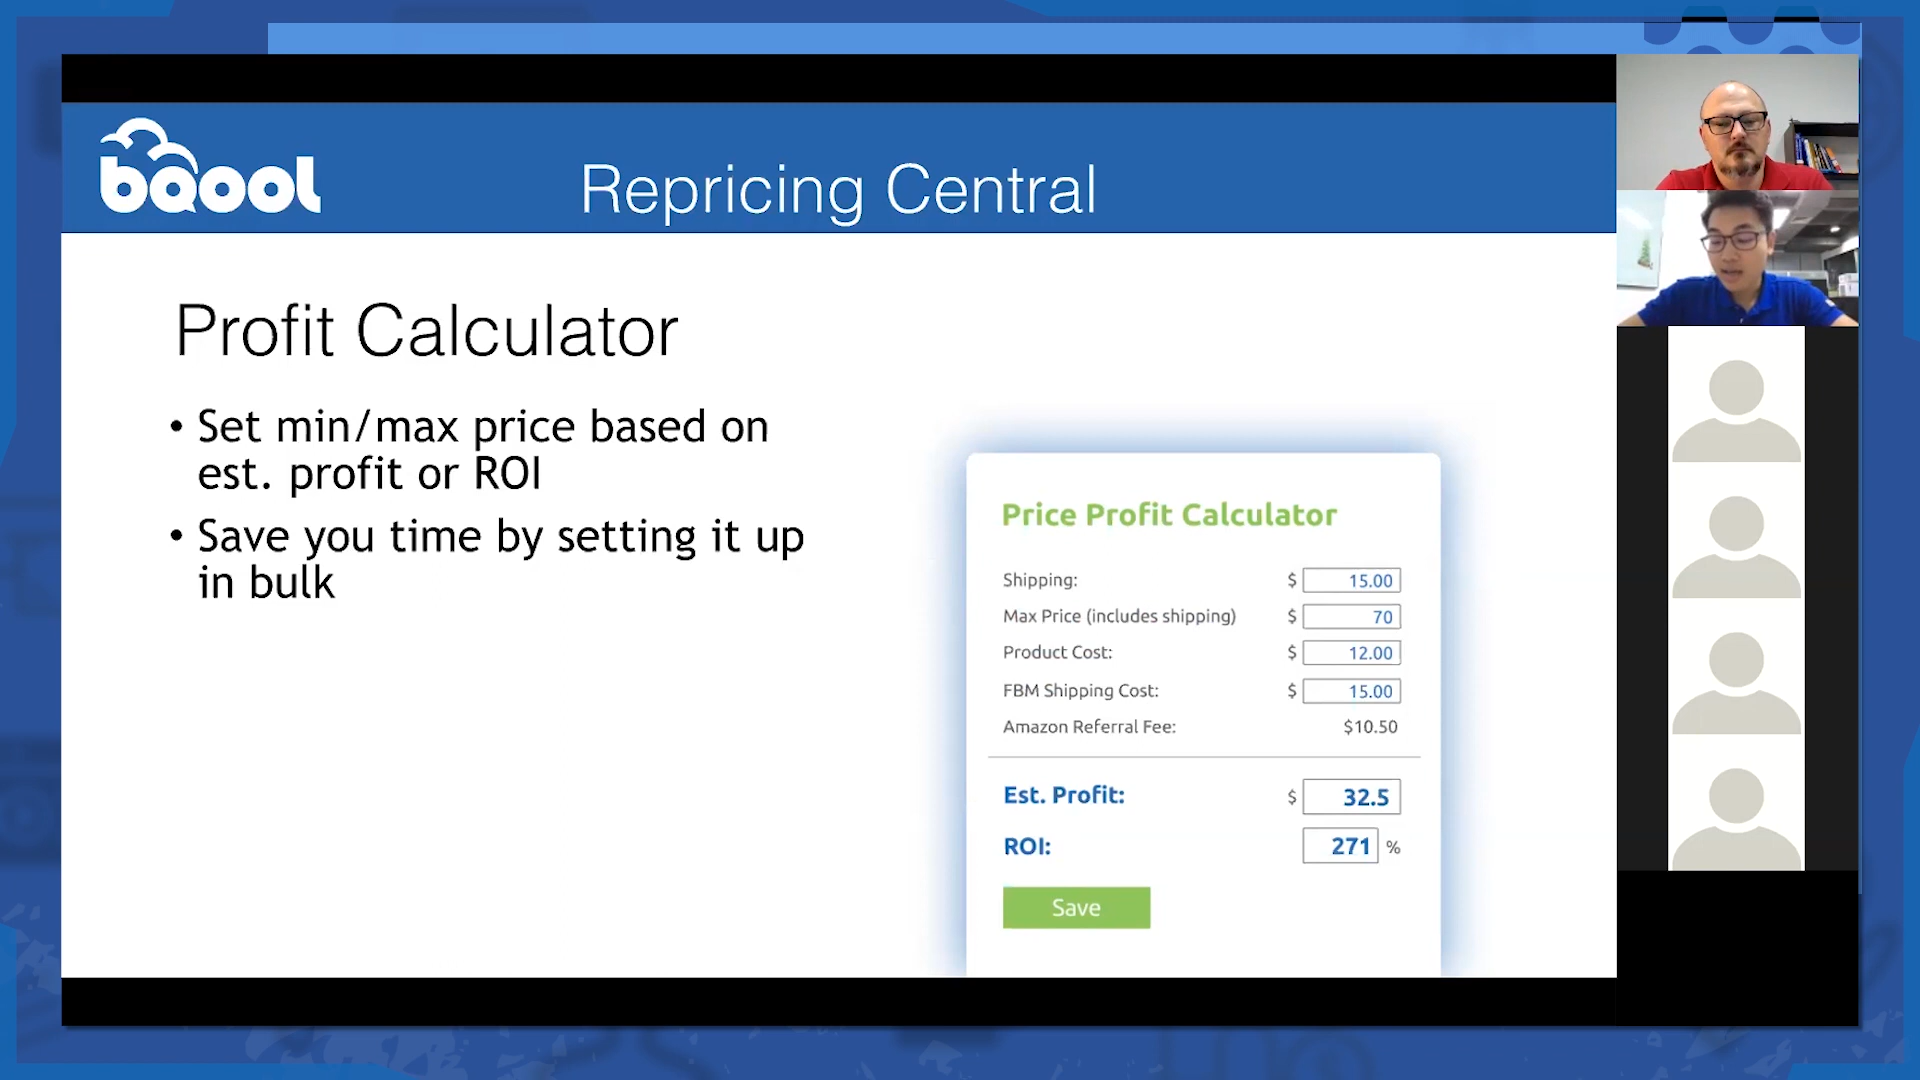 bqool
Repricing Central
Profit Calculator
• Set min/max price based on
est. profit or ROI
• Save you time by setting it up
in bulk
Price Profit Calculator
Shipping: $ 15.00
Max Price (includes shipping) $ 70
Product Cost: $ 12.00
FBM Shipping Cost: $ 15.00
Amazon Referral Fee: $10.50
Est. Profit: $ 32.5
ROI: 271 %
Save